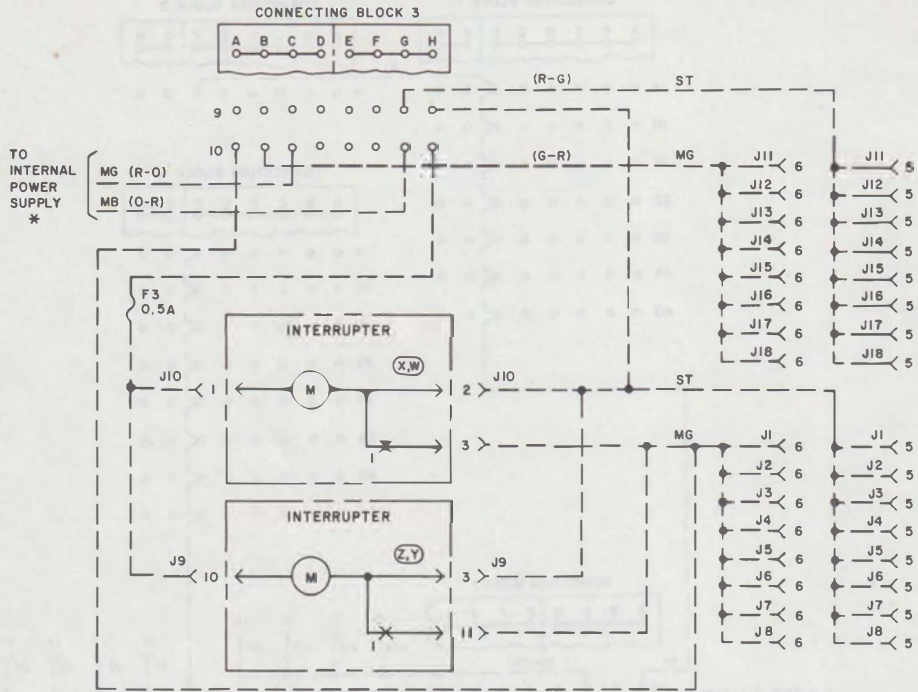 CONNECTING BLOCK 3
A B C D E F G H
9
10
(R-G) ST
(G-R) MG
TO
INTERNAL
POWER
SUPPLY
*
MG (R-O)
MB (O-R)
F3
0.5A
J11 6 J11 5
J12 6 J12 5
J13 6 J13 5
J14 6 J14 5
J15 6 J15 5
J16 6 J16 5
J17 6 J17 5
J18 6 J18 5
INTERRUPTER
J10 1 M X,W 2 J10
1 3
ST
MG
INTERRUPTER
J9 10 M Z,Y 3 J9
1 11
J1 6 J1 5
J2 6 J2 5
J3 6 J3 5
J4 6 J4 5
J5 6 J5 5
J6 6 J6 5
J7 6 J7 5
J8 6 J8 5